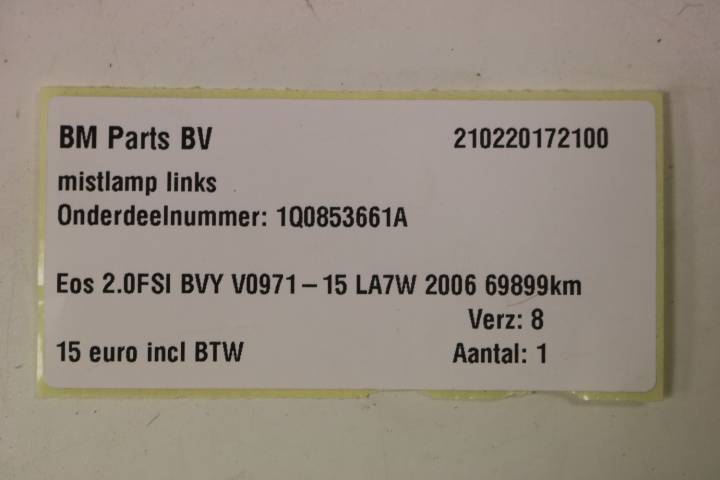 BM Parts BV 210220172100
mistlamp links
Onderdeelnummer: 1Q0853661A
Eos 2.0FSI BVY V0971-15 LA7W 2006 69899km
Verz: 8
15 euro incl BTW Aantal: 1